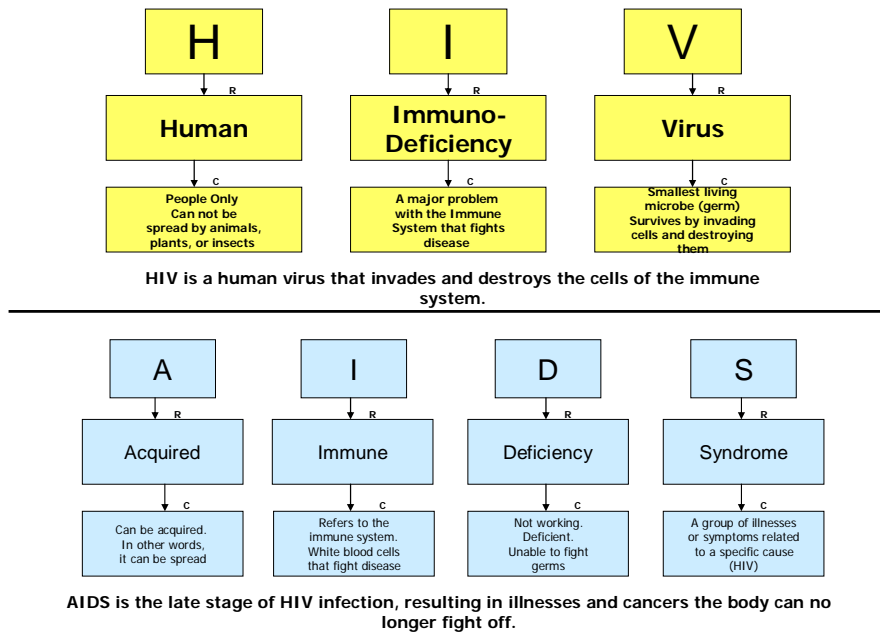 H
I
V
R
R
R
Human
Immuno-
Deficiency
Virus
C
C
C
People Only
Can not be
spread by animals,
plants, or insects
A major problem
with the Immune
System that fights
disease
Smallest living
microbe (germ)
Survives by invading
cells and destroying
them
HIV is a human virus that invades and destroys the cells of the immune
system.
A
I
D
S
R
R
R
R
Acquired
Immune
Deficiency
Syndrome
C
C
C
C
Can be acquired.
In other words,
it can be spread
Refers to the
immune system.
White blood cells
that fight disease
Not working.
Deficient.
Unable to fight
germs
A group of illnesses
or symptoms related
to a specific cause
(HIV)
AIDS is the late stage of HIV infection, resulting in illnesses and cancers the body can no
longer fight off.